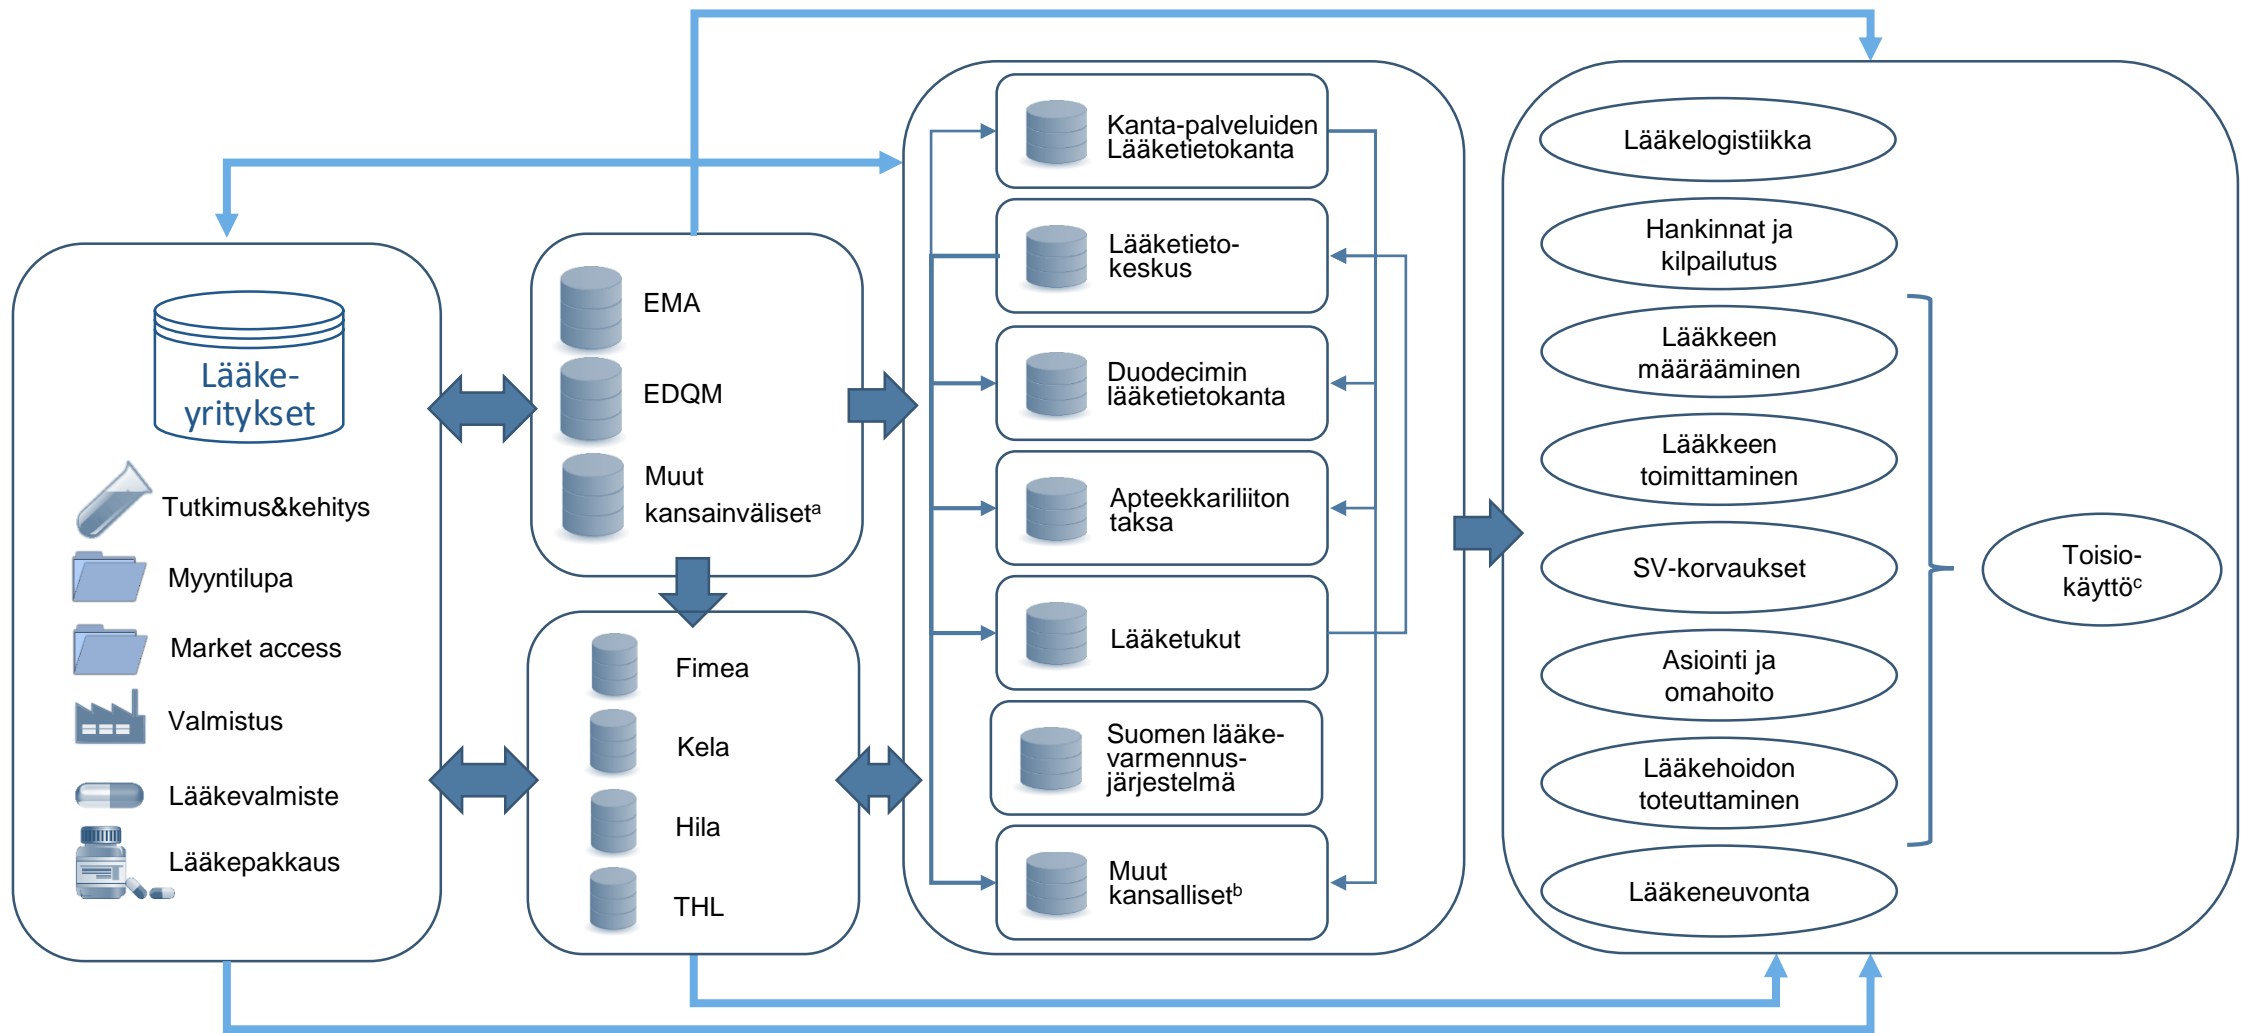 Lääke-
yritykset
Tutkimus&kehitys
Myyntilupa
Market access
Valmistus
Lääkevalmiste
Lääkepakkaus
EMA
EDQM
Muut
kansainvälisetᵃ
Fimea
Kela
Hila
THL
Kanta-palveluiden
Lääketietokanta
Lääketieto-
keskus
Duodecimin
lääketietokanta
Apteekkariliiton
taksa
Lääketukut
Suomen lääke-
varmennus-
järjestelmä
Muut
kansallisetᵇ
Lääkelogistiikka
Hankinnat ja
kilpailutus
Lääkkeen
määrääminen
Lääkkeen
toimittaminen
SV-korvaukset
Asiointi ja
omahoito
Lääkehoidon
toteuttaminen
Lääkeneuvonta
Toisio-
käyttöᶜ